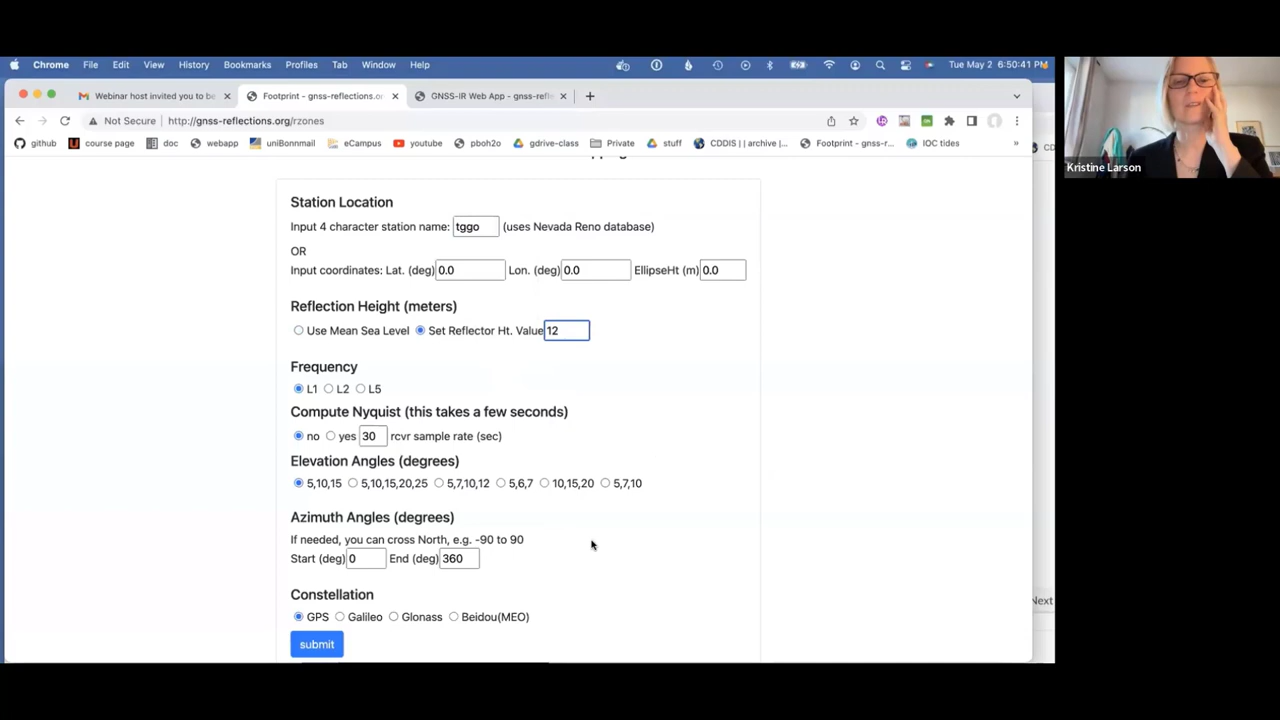 Chrome File Edit View History Bookmarks Profiles Tab Window Help Tue May 2 6:50:41 PM
Webinar host invited you to be
Footprint - gnss-reflections.or
GNSS-IR Web App - gnss-refl
Not Secure http://gnss-reflections.org/rzones
github course page doc webapp uniBonnmail eCampus youtube pboh2o gdrive-class Private stuff CDDIS | | archive |... Footprint - gnss-r... IOC tides »
Station Location
Input 4 character station name: tggo (uses Nevada Reno database)
OR
Input coordinates: Lat. (deg) 0.0 Lon. (deg) 0.0 EllipseHt (m) 0.0
Reflection Height (meters)
Use Mean Sea Level Set Reflector Ht. Value 12
Frequency
L1 L2 L5
Compute Nyquist (this takes a few seconds)
no yes 30 rcvr sample rate (sec)
Elevation Angles (degrees)
5,10,15 5,10,15,20,25 5,7,10,12 5,6,7 10,15,20 5,7,10
Azimuth Angles (degrees)
If needed, you can cross North, e.g. -90 to 90
Start (deg) 0 End (deg) 360
Constellation
GPS Galileo Glonass Beidou(MEO)
submit
Kristine Larson
CD
Next